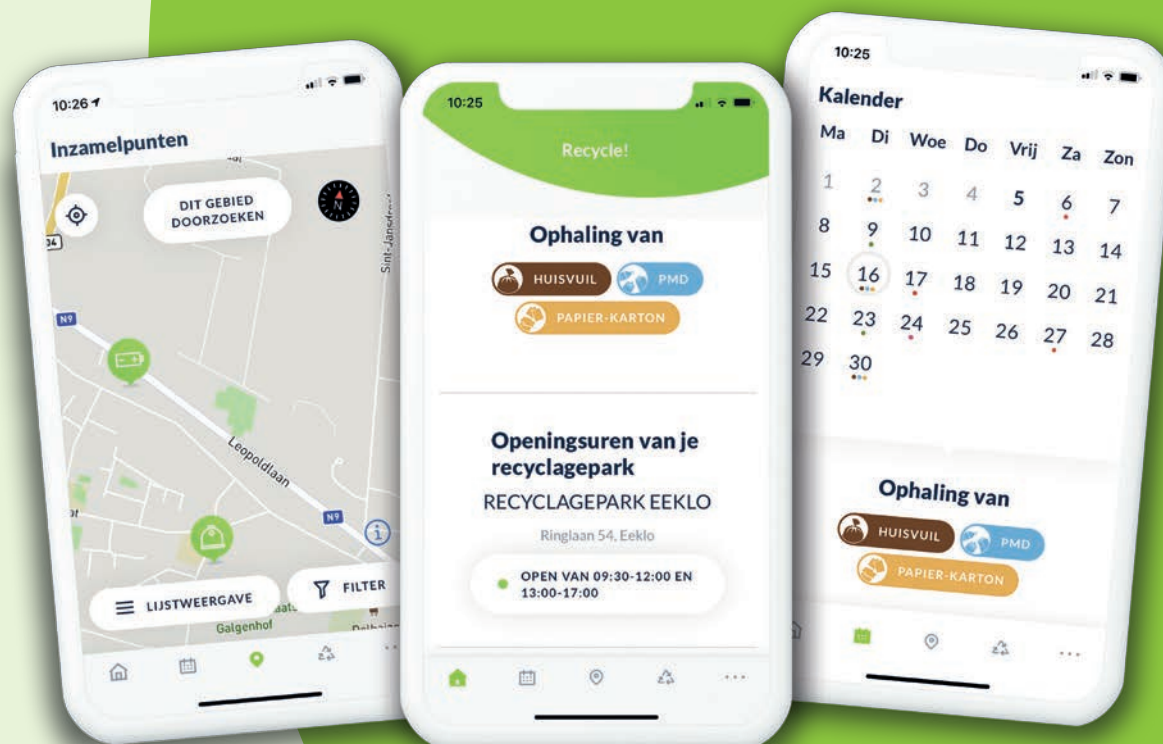 10:26
Inzamelpunten
DIT GEBIED
DOORZOEKEN
N
Sint-Jansdreef
N9
Leopoldlaan
N9
i
LIJSTWEERGAVE
FILTER
Galgenhof
10:25
Recycle!
Ophaling van
HUISVUIL
PMD
PAPIER-KARTON
Openingsuren van je
recyclagepark
RECYCLAGEPARK EEKLO
Ringlaan 54, Eeklo
OPEN VAN 09:30-12:00 EN
13:00-17:00
10:25
Kalender
Ma Di Woe Do Vrij Za Zon
1 2 3 4 5 6 7
8 9 10 11 12 13 14
15 16 17 18 19 20 21
22 23 24 25 26 27 28
29 30
Ophaling van
HUISVUIL
PMD
PAPIER-KARTON